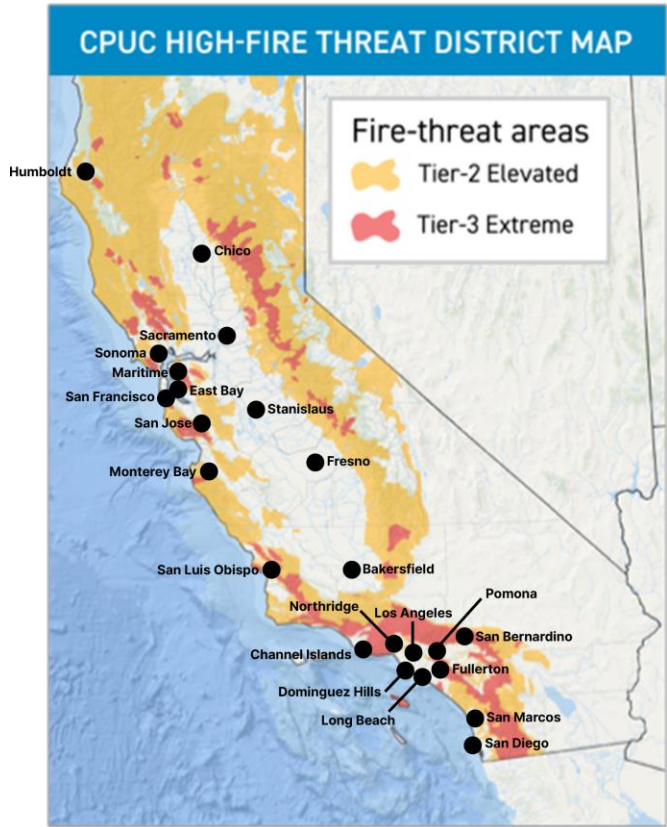 CPUC HIGH-FIRE THREAT DISTRICT MAP
Fire-threat areas
Tier-2 Elevated
Tier-3 Extreme
Humboldt
Chico
Sacramento
Sonoma
Maritime
East Bay
San Francisco
Stanislaus
San Jose
Fresno
Monterey Bay
San Luis Obispo
Bakersfield
Pomona
Northridge
Los Angeles
San Bernardino
Channel Islands
Fullerton
Dominguez Hills
Long Beach
San Marcos
San Diego